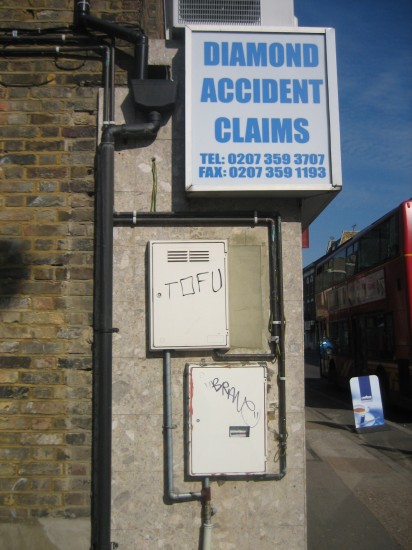 DIAMOND
ACCIDENT
CLAIMS
TEL: 0207 359 3707
FAX: 0207 359 1193
TOFU